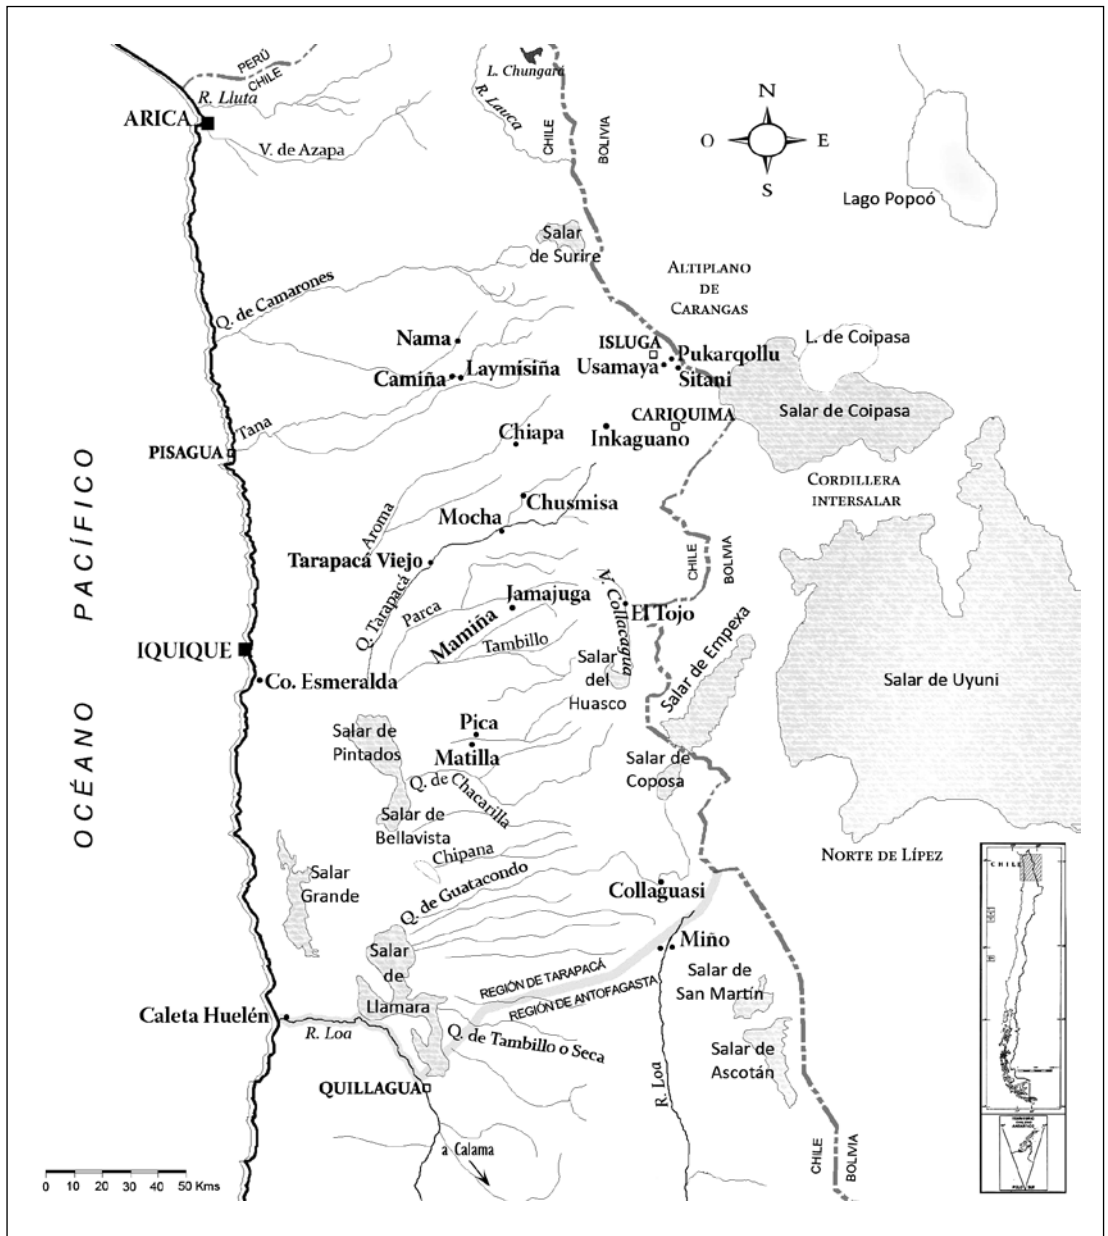 PERÚ
CHILE
L. Chungará
R. Lluta
R. Lauca
ARICA
V. de Azapa
CHILE
BOLIVIA
N
O
E
S
Lago Popoó
Salar
de Surire
ALTIPLANO
DE
CARANGAS
Q. de Camarones
Nama
ISLUGA
Pukarqollu
L. de Coipasa
Usamaya
Sitani
Camiña
Laymisiña
Salar de Coipasa
CARIQUIMA
Tana
Chiapa
Inkaguano
PISAGUA
CORDILLERA
INTERSALAR
Chusmisa
Mocha
Aroma
Tarapacá Viejo
CHILE
BOLIVIA
OCÉANO PACÍFICO
Q. Tarapacá
Parca
Jamajuga
V. Collacagua
El Tojo
Mamiña
Tambillo
IQUIQUE
Salar
del
Huasco
Salar de Empexa
Salar de Uyuni
Co. Esmeralda
Pica
Salar de
Pintados
Matilla
Salar de
Coposa
Q. de Chacarilla
Salar de
Bellavista
Chipana
NORTE DE LÍPEZ
CHILE
Salar
Grande
Q. de Guatacondo
Collaguasi
Miño
Salar
de
Llamara
REGIÓN DE TARAPACÁ
REGIÓN DE ANTOFAGASTA
Salar de
San Martín
Caleta Huelén
R. Loa
Q. de Tambillo o Seca
Salar de
Ascotán
QUILLAGUA
R. Loa
a Calama
CHILE
BOLIVIA
0 10 20 30 40 50 Kms